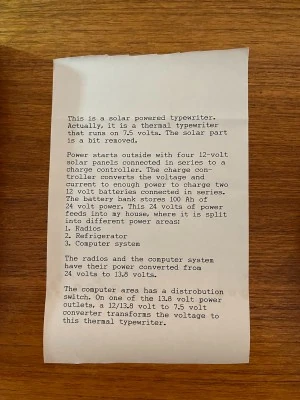 This is a solar powered typewriter.
Actually, it is a thermal typewriter
that runs on 7.5 volts. The solar part
is a bit removed.
Power starts outside with four 12-volt
solar panels connected in series to a
charge controller. The charge con-
troller converts the voltage and
current to enough power to charge two
12 volt batteries connected in series.
The battery bank stores 100 Ah of
24 volt power. This 24 volts of power
feeds into my house, where it is split
into different power areas:
1. Radios
2. Refrigerator
3. Computer system
The radios and the computer system
have their power converted from
24 volts to 13.8 volts.
The computer area has a distrobution
switch. On one of the 13.8 volt power
outlets, a 12/13.8 volt to 7.5 volt
converter transforms the voltage to
this thermal typewriter.